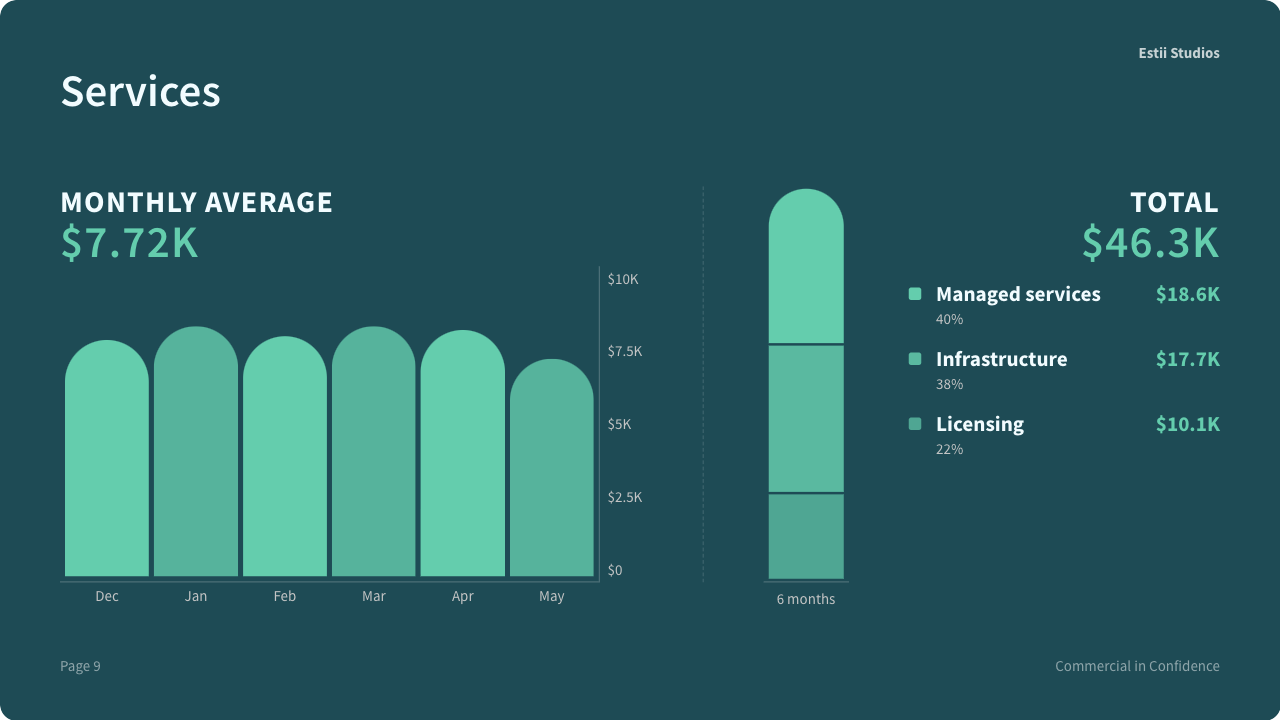 Estii Studios
Services
MONTHLY AVERAGE
$7.72K
$10K
$7.5K
$5K
$2.5K
$0
Dec
Jan
Feb
Mar
Apr
May
6 months
TOTAL
$46.3K
Managed services $18.6K
40%
Infrastructure $17.7K
38%
Licensing $10.1K
22%
Page 9
Commercial in Confidence